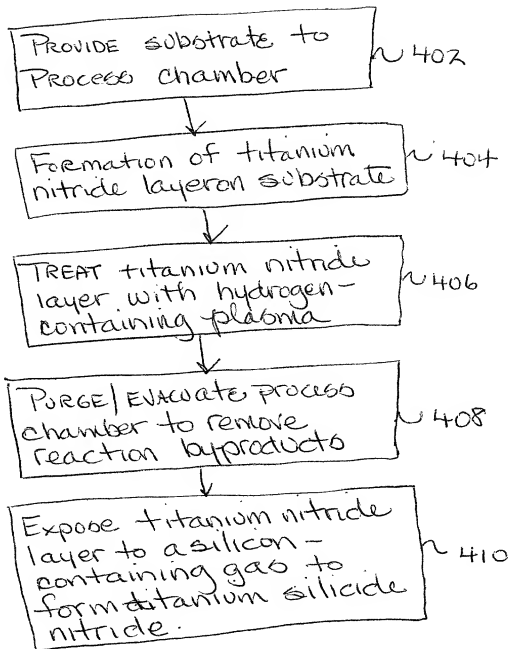 PROVIDE substrate to
PROCESS chamber
402
Formation of titanium
nitride layer on substrate
404
TREAT titanium nitride
layer with hydrogen-
containing plasma
406
PURGE/EVACUATE process
chamber to remove
reaction byproducts
408
Expose titanium nitride
layer to a silicon-
containing gas to
form titanium silicide
nitride.
410